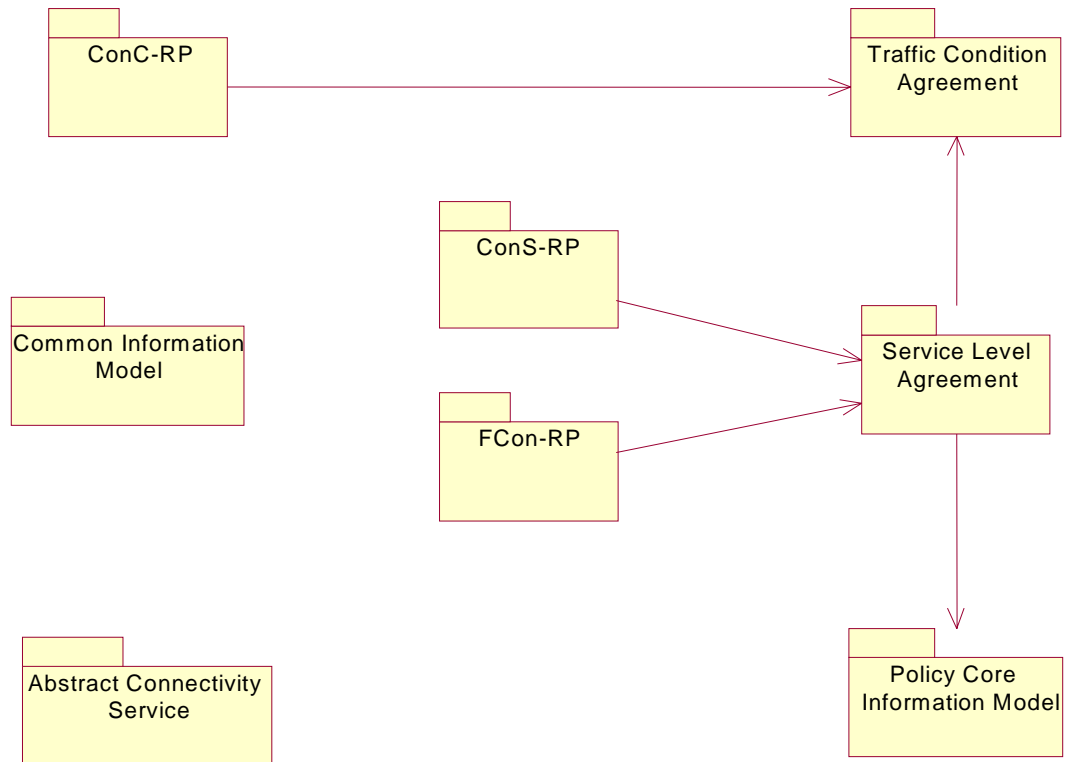 ConC-RP
Traffic Condition
Agreement
ConS-RP
Common Information
Model
Service Level
Agreement
FCon-RP
Abstract Connectivity
Service
Policy Core
Information Model